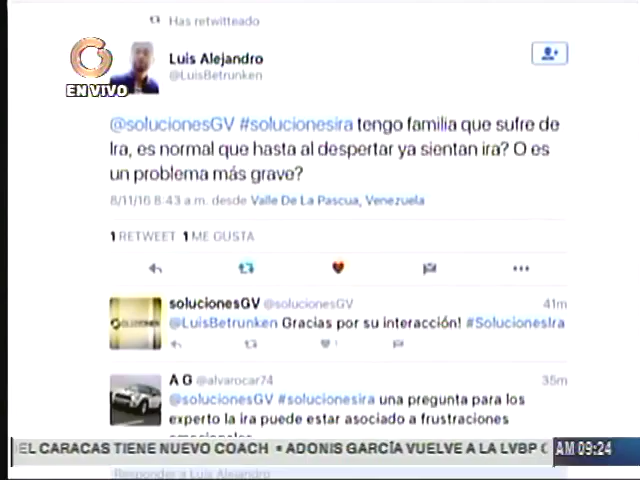 Has retwitteado
Luis Alejandro
@LuisBetrunken
EN VIVO
@solucionesGV #solucionesira tengo familia que sufre de
Ira, es normal que hasta al despertar ya sientan ira? O es
un problema más grave?
8/11/16 8:43 a.m. desde Valle De La Pascua, Venezuela
1 RETWEET 1 ME GUSTA
solucionesGV @solucionesGV 41m
@LuisBetrunken Gracias por su interacción! #SolucionesIra
1
A G @alvarocar74 35m
@solucionesGV #solucionesira una pregunta para los
experto la ira puede estar asociado a frustraciones
EL CARACAS TIENE NUEVO COACH • ADONIS GARCÍA VUELVE A LA LVBP AM 09:24
Responder a Luis Alejandro